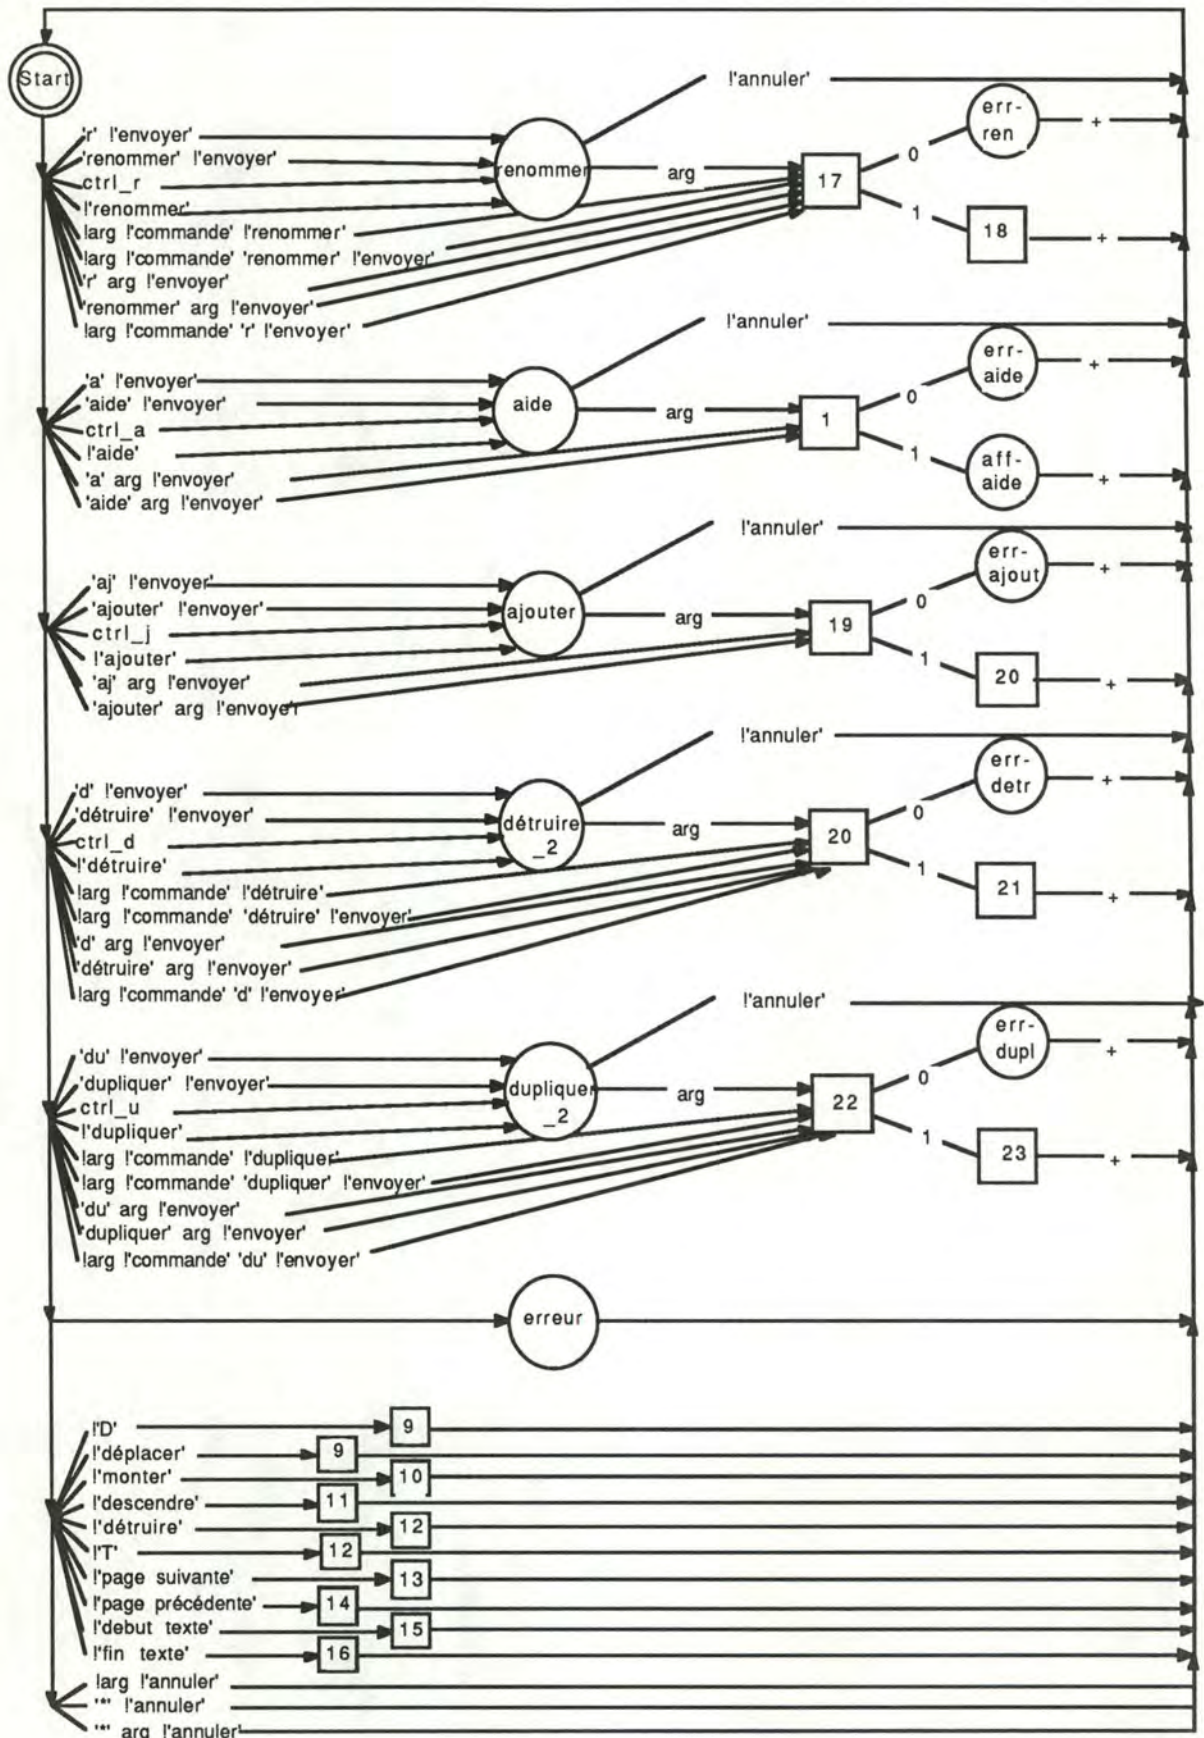 Start
'r' !'envoyer'
'renommer' !'envoyer'
ctrl_r
!'renommer'
!arg !'commande' !'renommer'
!arg !'commande' 'renommer' !'envoyer'
'r' arg !'envoyer'
'renommer' arg !'envoyer'
!arg !'commande' 'r' !'envoyer'
renommer
!'annuler'
arg
17
0
err-
ren
+
1
18
+
'a' !'envoyer'
'aide' !'envoyer'
ctrl_a
!'aide'
'a' arg !'envoyer'
'aide' arg !'envoyer'
aide
!'annuler'
arg
1
0
err-
aide
+
1
aff-
aide
+
'aj' !'envoyer'
'ajouter' !'envoyer'
ctrl_j
!'ajouter'
'aj' arg !'envoyer'
'ajouter' arg !'envoyer
ajouter
!'annuler'
arg
19
0
err-
ajout
+
1
20
+
'd' !'envoyer'
'détruire' !'envoyer'
ctrl_d
!'détruire'
!arg !'commande' !'détruire'
!arg !'commande' 'détruire' !'envoyer'
'd' arg !'envoyer'
'détruire' arg !'envoyer'
!arg !'commande' 'd' !'envoyer'
détruire
_2
!'annuler'
arg
20
0
err-
detr
+
1
21
+
'du' !'envoyer'
'dupliquer' !'envoyer'
ctrl_u
!'dupliquer'
!arg !'commande' !'dupliquer'
!arg !'commande' 'dupliquer' !'envoyer'
'du' arg !'envoyer'
'dupliquer' arg !'envoyer'
!arg !'commande' 'du' !'envoyer'
dupliquer
_2
!'annuler'
arg
22
0
err-
dupl
+
1
23
+
erreur
!'D'
9
!'déplacer'
9
!'monter'
10
!'descendre'
11
!'détruire'
12
!'T'
12
!'page suivante'
13
!'page précédente'
14
!'debut texte'
15
!'fin texte'
16
!arg !'annuler'
'*' !'annuler'
'*' arg !'annuler'